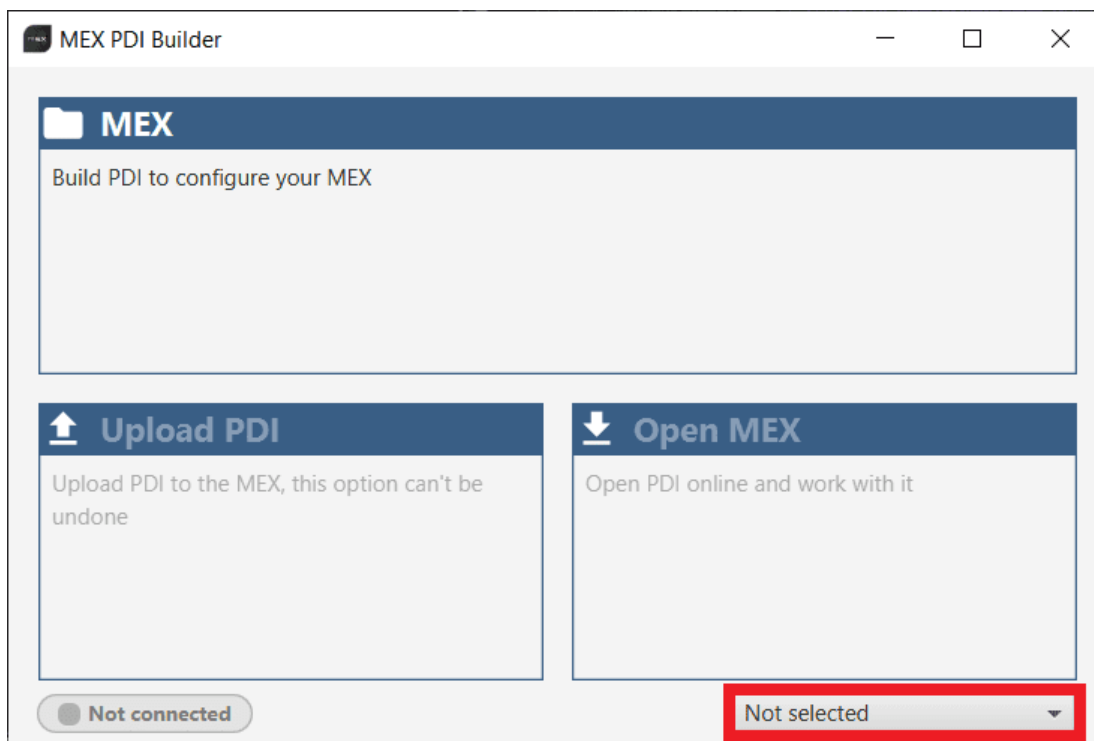 MEX PDI Builder
MEX
Build PDI to configure your MEX
Upload PDI
Upload PDI to the MEX, this option can't be
undone
Open MEX
Open PDI online and work with it
Not connected
Not selected